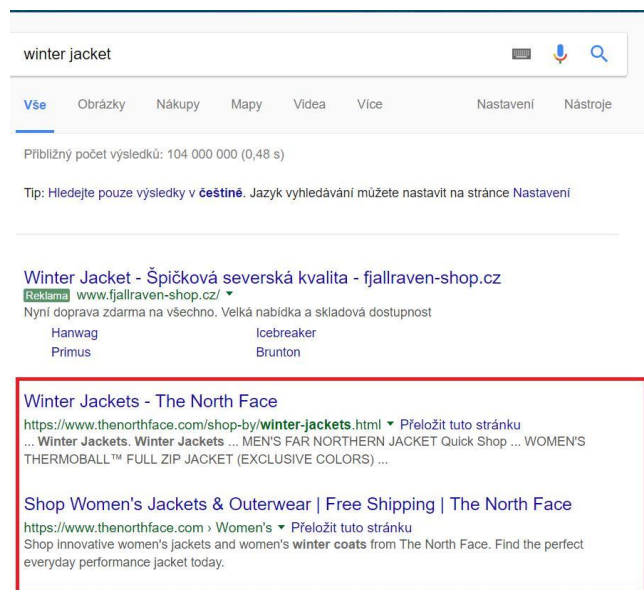 winter jacket
Vše Obrázky Nákupy Mapy Videa Více Nastavení Nástroje
Přibližný počet výsledků: 104 000 000 (0,48 s)
Tip: Hledejte pouze výsledky v češtině. Jazyk vyhledávání můžete nastavit na stránce Nastavení
Winter Jacket - Špičková severská kvalita - fjallraven-shop.cz
Reklama www.fjallraven-shop.cz/
Nyní doprava zdarma na všechno. Velká nabídka a skladová dostupnost
Hanwag Icebreaker
Primus Brunton
Winter Jackets - The North Face
https://www.thenorthface.com/shop-by/winter-jackets.html Přeložit tuto stránku
... Winter Jackets. Winter Jackets ... MEN'S FAR NORTHERN JACKET Quick Shop ... WOMEN'S
THERMOBALL™ FULL ZIP JACKET (EXCLUSIVE COLORS) ...
Shop Women's Jackets & Outerwear | Free Shipping | The North Face
https://www.thenorthface.com › Women's Přeložit tuto stránku
Shop innovative women's jackets and women's winter coats from The North Face. Find the perfect
everyday performance jacket today.